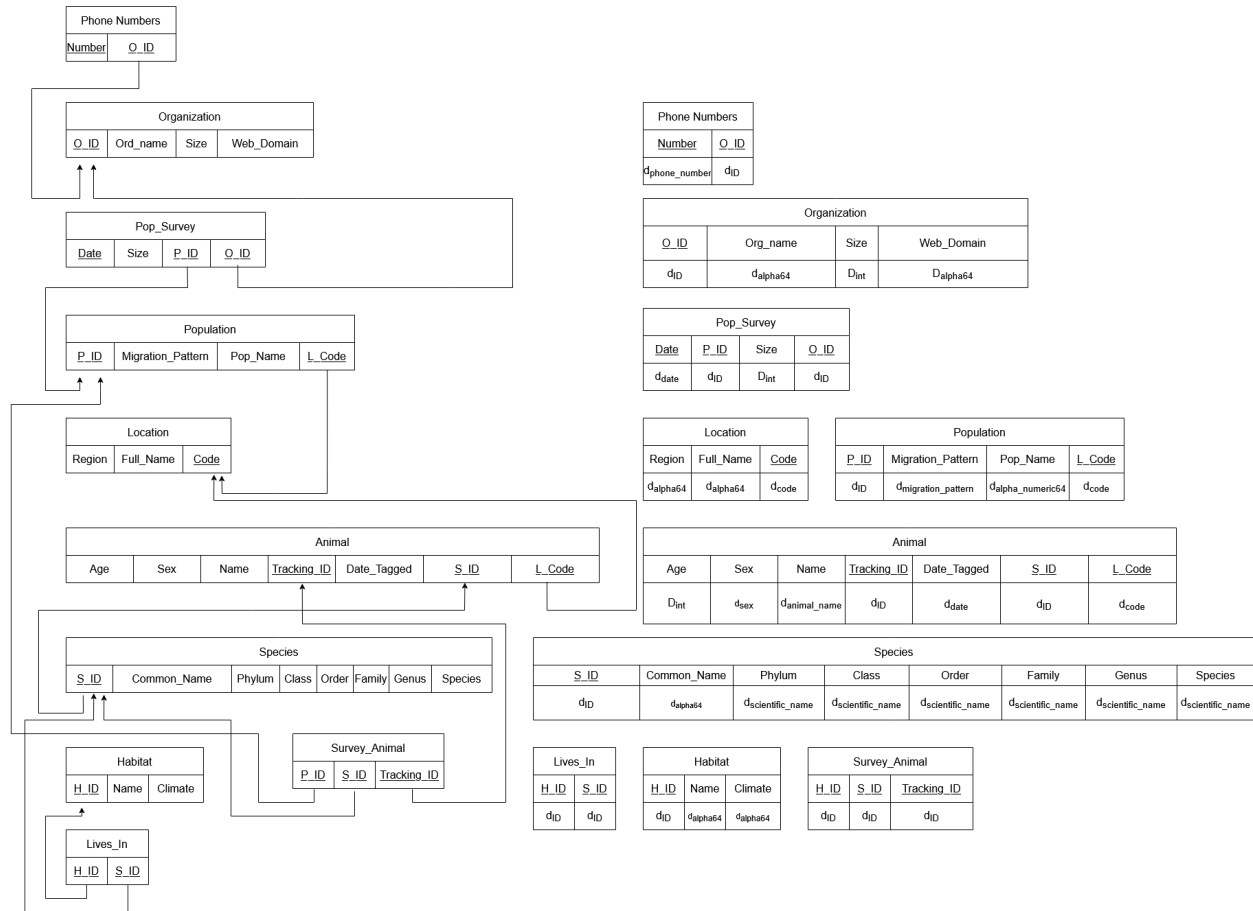 Phone Numbers
Number O_ID
Organization
O_ID Ord_name Size Web_Domain
Pop_Survey
Date Size P_ID O_ID
Population
P_ID Migration_Pattern Pop_Name L_Code
Location
Region Full_Name Code
Animal
Age Sex Name Tracking_ID Date_Tagged S_ID L_Code
Species
S_ID Common_Name Phylum Class Order Family Genus Species
Survey_Animal
P_ID S_ID Tracking_ID
Habitat
H_ID Name Climate
Lives_In
H_ID S_ID
Phone Numbers
Number O_ID
dphone_number dID
Organization
O_ID Org_name Size Web_Domain
dID dalpha64 Dint Dalpha64
Pop_Survey
Date P_ID Size O_ID
ddate dID Dint dID
Location
Region Full_Name Code
dalpha64 dalpha64 dcode
Population
P_ID Migration_Pattern Pop_Name L_Code
dID dmigration_pattern dalpha_numeric64 dcode
Animal
Age Sex Name Tracking_ID Date_Tagged S_ID L_Code
Dint dsex danimal_name dID ddate dID dcode
Species
S_ID Common_Name Phylum Class Order Family Genus Species
dID dalpha64 dscientific_name dscientific_name dscientific_name dscientific_name dscientific_name dscientific_name
Lives_In
H_ID S_ID
dID dID
Habitat
H_ID Name Climate
dID dalpha64 dalpha64
Survey_Animal
H_ID S_ID Tracking_ID
dID dID dID